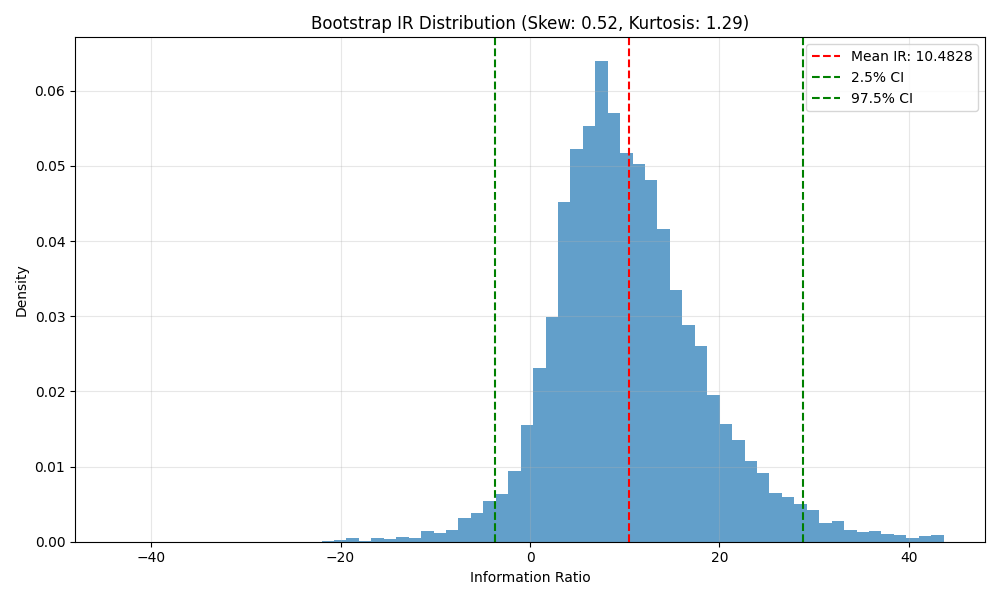 Bootstrap IR Distribution (Skew: 0.52, Kurtosis: 1.29)
Mean IR: 10.4828
2.5% CI
97.5% CI
Density
0.06
0.05
0.04
0.03
0.02
0.01
0.00
−40
−20
0
20
40
Information Ratio